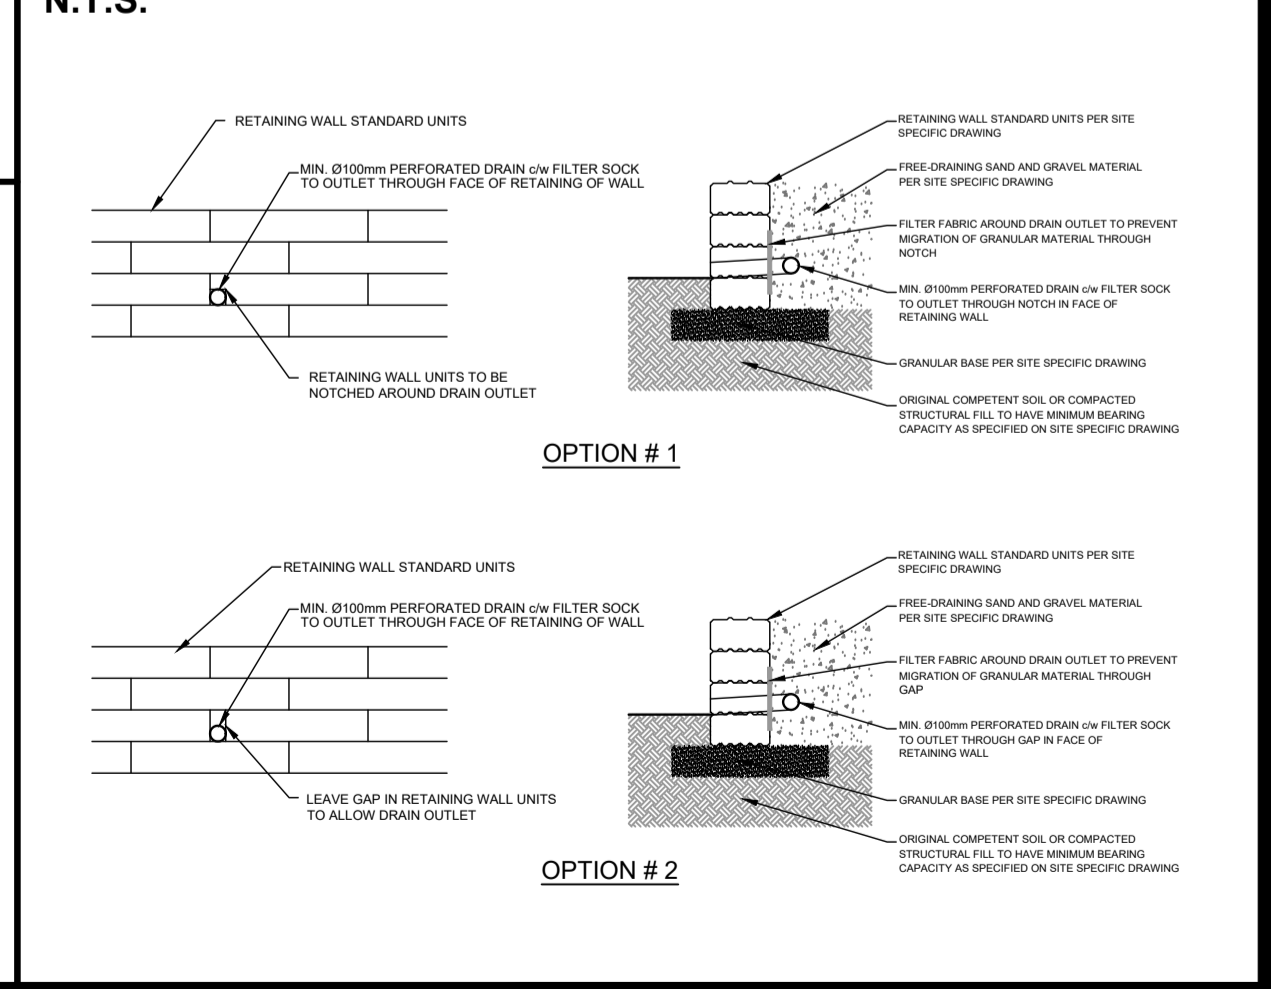 N.T.S.
RETAINING WALL STANDARD UNITS
MIN. Ø100mm PERFORATED DRAIN c/w FILTER SOCK
TO OUTLET THROUGH FACE OF RETAINING OF WALL
RETAINING WALL UNITS TO BE
NOTCHED AROUND DRAIN OUTLET
RETAINING WALL STANDARD UNITS PER SITE
SPECIFIC DRAWING
FREE-DRAINING SAND AND GRAVEL MATERIAL
PER SITE SPECIFIC DRAWING
FILTER FABRIC AROUND DRAIN OUTLET TO PREVENT
MIGRATION OF GRANULAR MATERIAL THROUGH
NOTCH
MIN. Ø100mm PERFORATED DRAIN c/w FILTER SOCK
TO OUTLET THROUGH NOTCH IN FACE OF
RETAINING WALL
GRANULAR BASE PER SITE SPECIFIC DRAWING
ORIGINAL COMPETENT SOIL OR COMPACTED
STRUCTURAL FILL TO HAVE MINIMUM BEARING
CAPACITY AS SPECIFIED ON SITE SPECIFIC DRAWING
OPTION # 1
RETAINING WALL STANDARD UNITS
MIN. Ø100mm PERFORATED DRAIN c/w FILTER SOCK
TO OUTLET THROUGH FACE OF RETAINING OF WALL
LEAVE GAP IN RETAINING WALL UNITS
TO ALLOW DRAIN OUTLET
RETAINING WALL STANDARD UNITS PER SITE
SPECIFIC DRAWING
FREE-DRAINING SAND AND GRAVEL MATERIAL
PER SITE SPECIFIC DRAWING
FILTER FABRIC AROUND DRAIN OUTLET TO PREVENT
MIGRATION OF GRANULAR MATERIAL THROUGH
GAP
MIN. Ø100mm PERFORATED DRAIN c/w FILTER SOCK
TO OUTLET THROUGH GAP IN FACE OF
RETAINING WALL
GRANULAR BASE PER SITE SPECIFIC DRAWING
ORIGINAL COMPETENT SOIL OR COMPACTED
STRUCTURAL FILL TO HAVE MINIMUM BEARING
CAPACITY AS SPECIFIED ON SITE SPECIFIC DRAWING
OPTION # 2